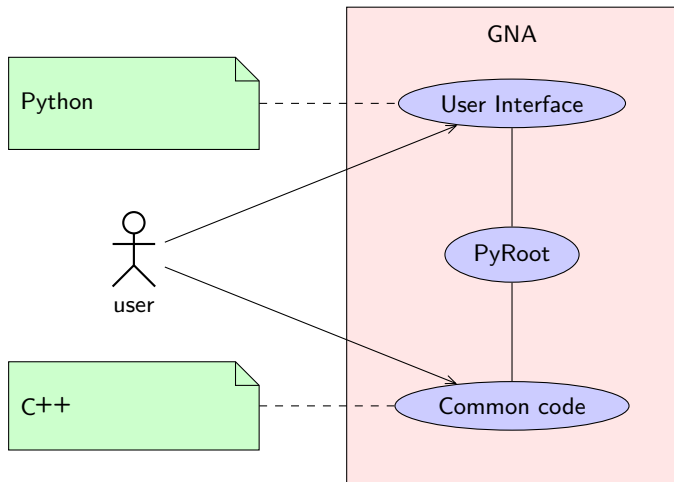 GNA
Python
User Interface
PyRoot
user
C++
Common code